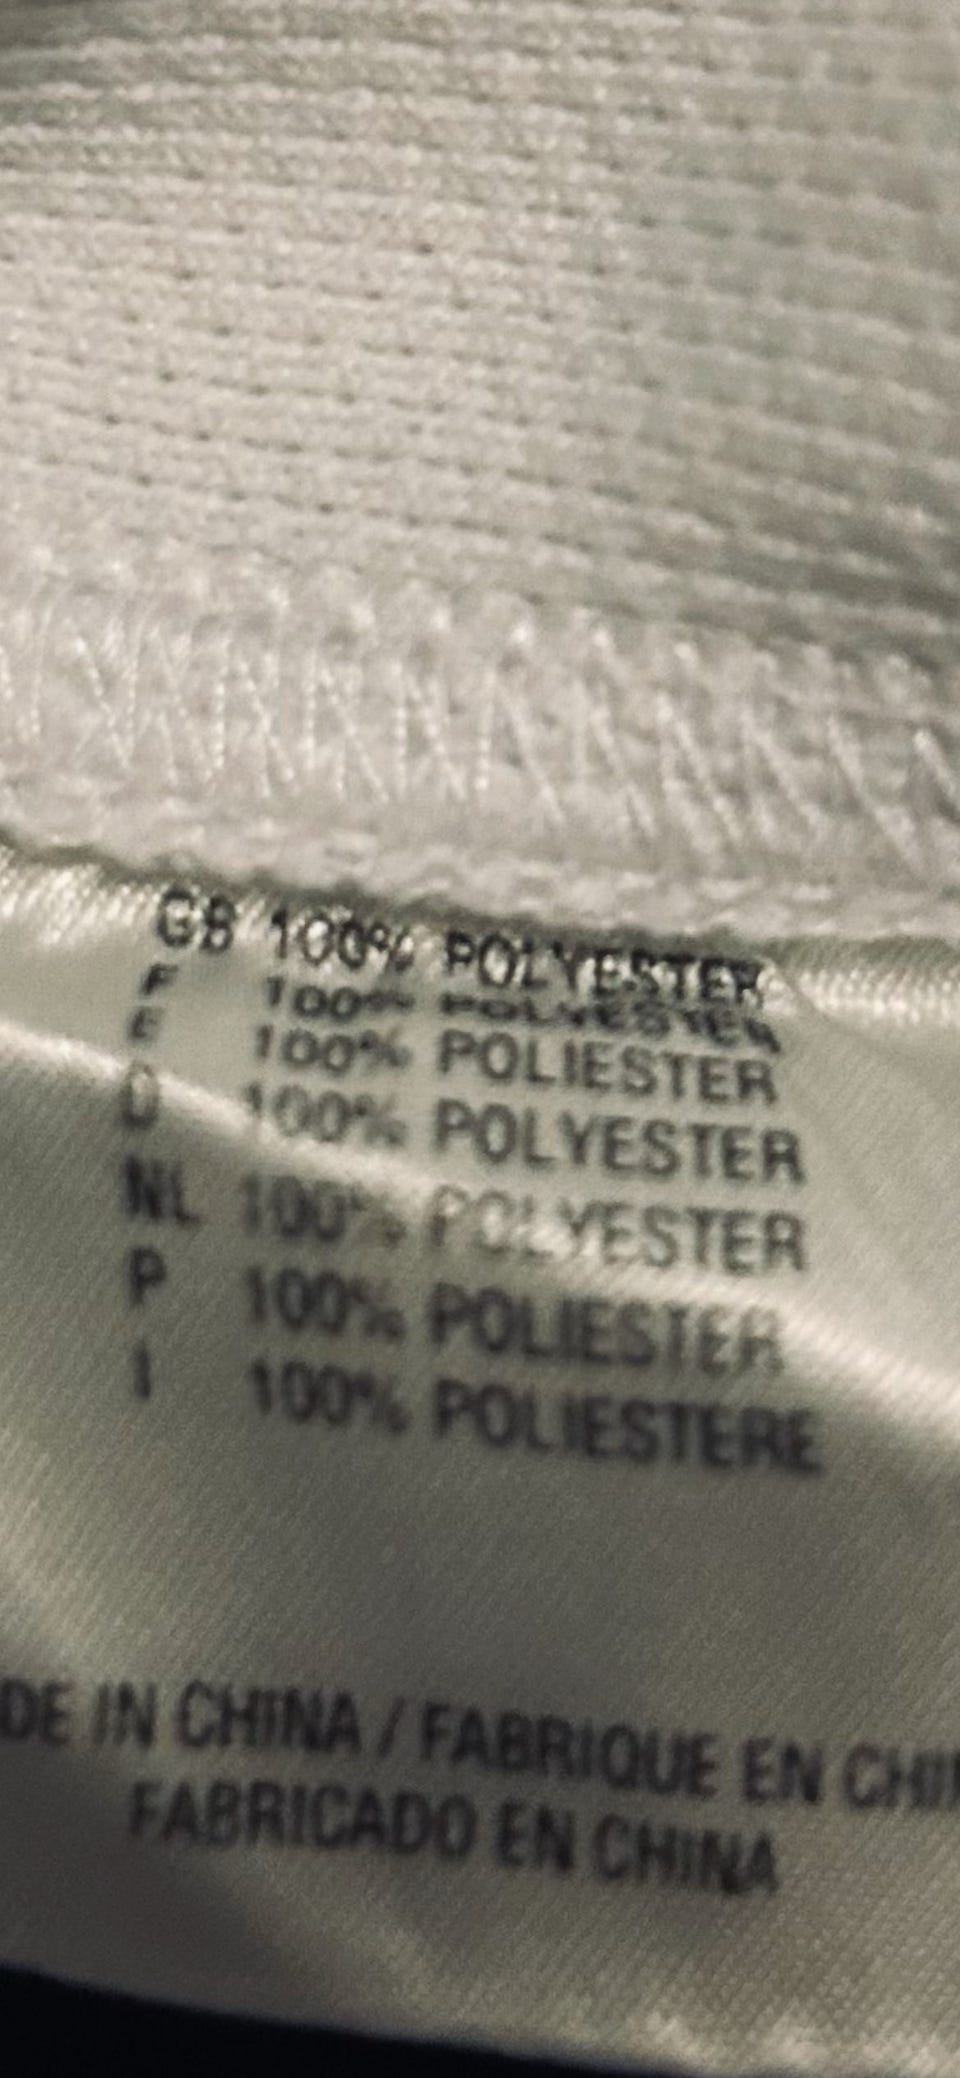 GB 100% POLYESTER
F 100% POLYESTER
E 100% POLIESTER
D 100% POLYESTER
NL 100% POLYESTER
P 100% POLIESTER
I 100% POLIESTERE
DE IN CHINA / FABRIQUE EN CHIN
FABRICADO EN CHINA